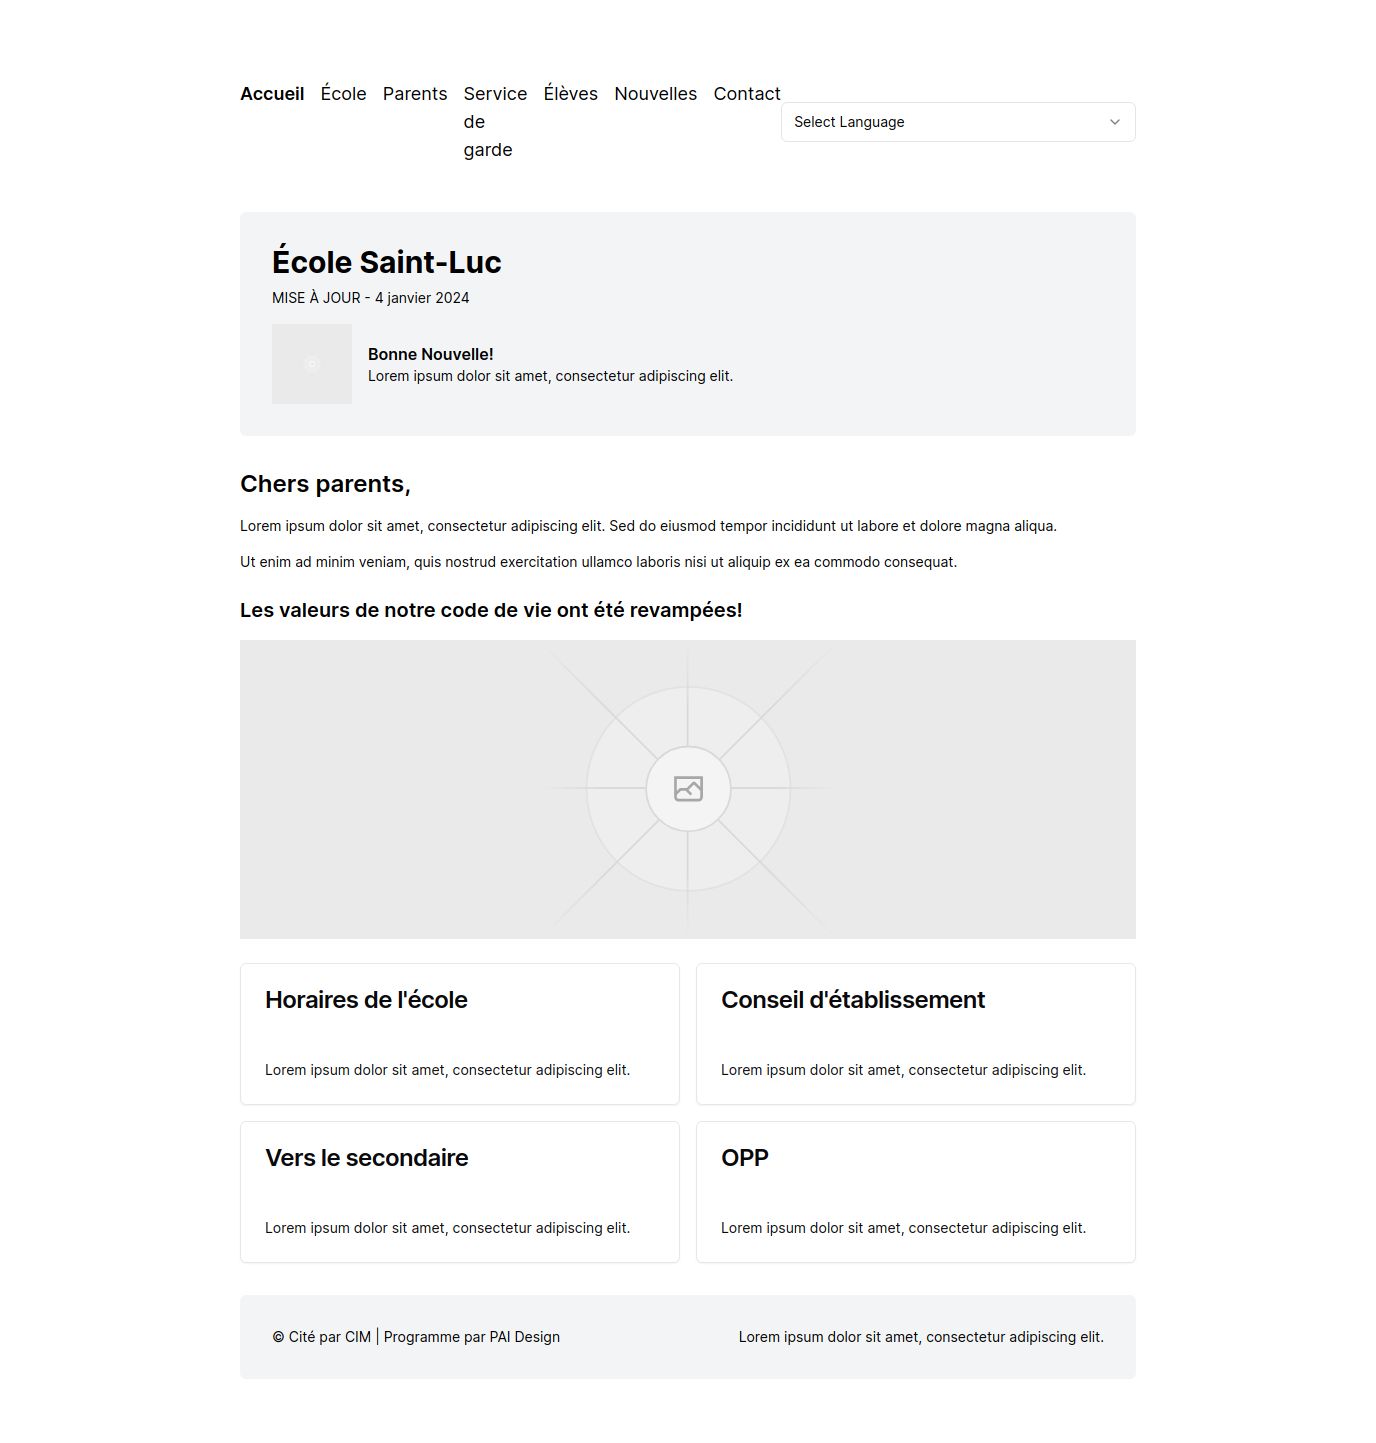 Accueil École Parents Service de garde Élèves Nouvelles Contact
Select Language
École Saint-Luc
MISE À JOUR - 4 janvier 2024
Bonne Nouvelle!
Lorem ipsum dolor sit amet, consectetur adipiscing elit.
Chers parents,
Lorem ipsum dolor sit amet, consectetur adipiscing elit. Sed do eiusmod tempor incididunt ut labore et dolore magna aliqua.
Ut enim ad minim veniam, quis nostrud exercitation ullamco laboris nisi ut aliquip ex ea commodo consequat.
Les valeurs de notre code de vie ont été revampées!
Horaires de l'école
Lorem ipsum dolor sit amet, consectetur adipiscing elit.
Conseil d'établissement
Lorem ipsum dolor sit amet, consectetur adipiscing elit.
Vers le secondaire
Lorem ipsum dolor sit amet, consectetur adipiscing elit.
OPP
Lorem ipsum dolor sit amet, consectetur adipiscing elit.
© Cité par CIM | Programme par PAI Design
Lorem ipsum dolor sit amet, consectetur adipiscing elit.